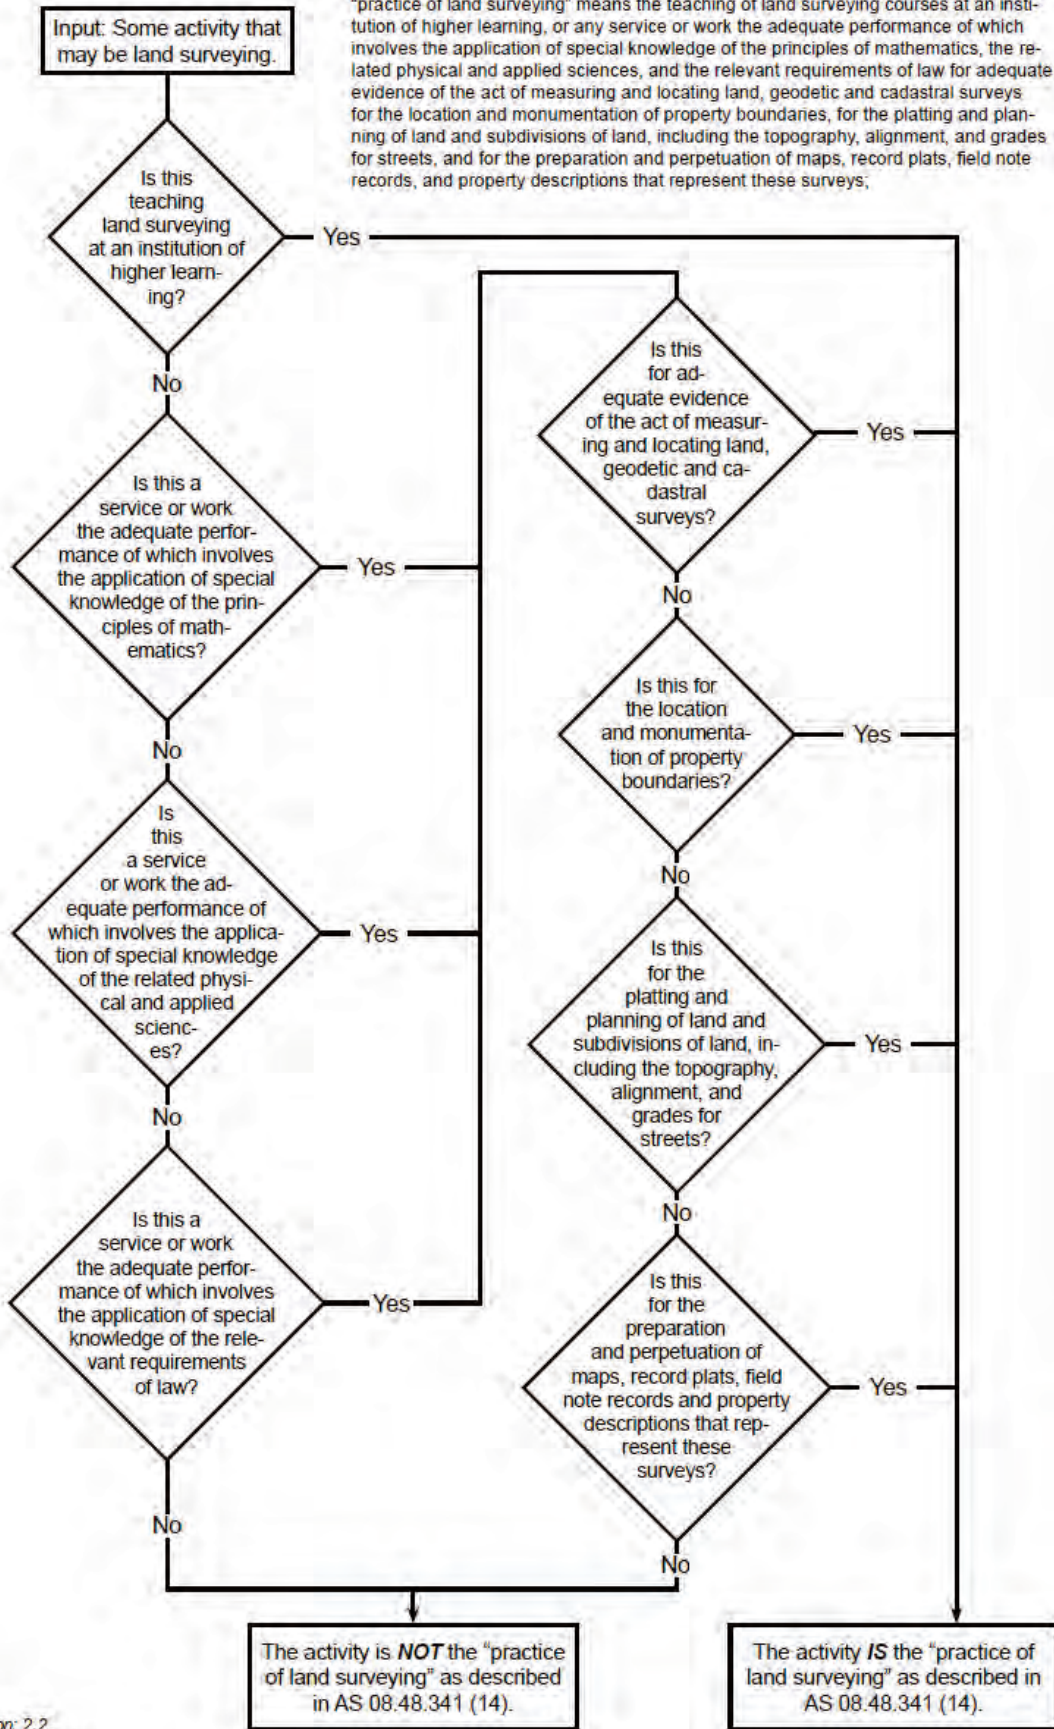 "practice of land surveying" means the teaching of land surveying courses at an insti-
tution of higher learning, or any service or work the adequate performance of which
involves the application of special knowledge of the principles of mathematics, the re-
lated physical and applied sciences, and the relevant requirements of law for adequate
evidence of the act of measuring and locating land, geodetic and cadastral surveys
for the location and monumentation of property boundaries, for the platting and plan-
ning of land and subdivisions of land, including the topography, alignment, and grades
for streets, and for the preparation and perpetuation of maps, record plats, field note
records, and property descriptions that represent these surveys;
Input: Some activity that
may be land surveying.
Is this
teaching
land surveying
at an institution of
higher learn-
ing?
Yes
No
Is this a
service or work
the adequate perfor-
mance of which involves
the application of special
knowledge of the prin-
ciples of math-
ematics?
Yes
No
Is
this
a service
or work the ad-
equate performance of
which involves the applica-
tion of special knowledge
of the related physi-
cal and applied
scienc-
es?
Yes
No
Is this a
service or work
the adequate perfor-
mance of which involves
the application of special
knowledge of the rele-
vant requirements
of law?
Yes
No
Is this
for ad-
equate evidence
of the act of measur-
ing and locating land,
geodetic and ca-
dastral
surveys?
Yes
No
Is this for
the location
and monumenta-
tion of property
boundaries?
Yes
No
Is this
for the
platting and
planning of land and
subdivisions of land, in-
cluding the topography,
alignment, and
grades for
streets?
Yes
No
Is this
for the
preparation
and perpetuation of
maps, record plats, field
note records and property
descriptions that rep-
resent these
surveys?
Yes
No
The activity is NOT the "practice
of land surveying" as described
in AS 08.48.341 (14).
The activity IS the "practice of
land surveying" as described in
AS 08.48.341 (14).
2.2